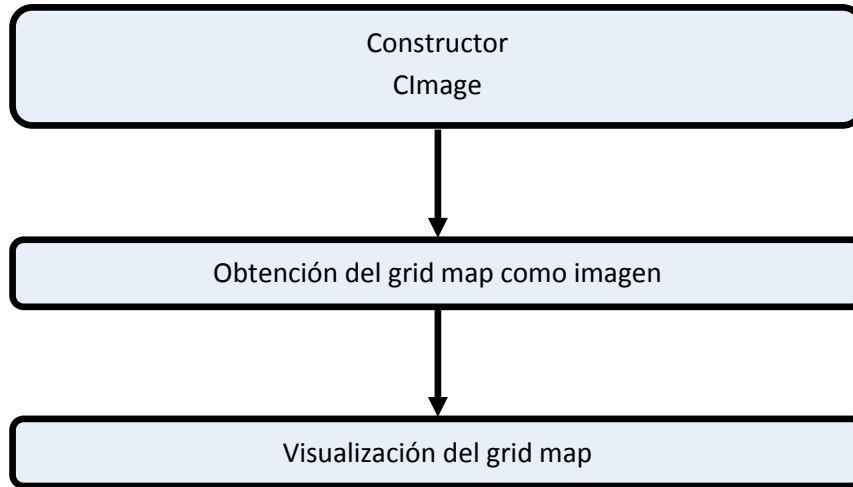 Constructor
CImage
Obtención del grid map como imagen
Visualización del grid map